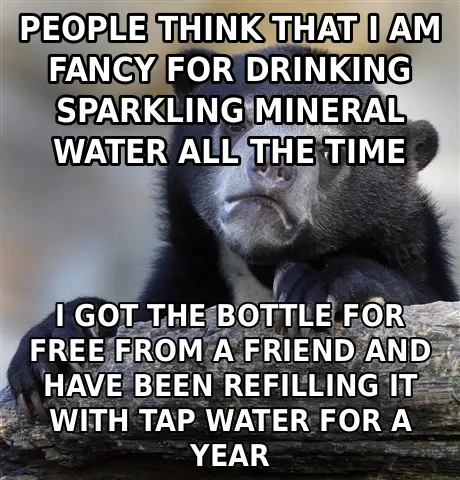 PEOPLE THINK THAT I AM
FANCY FOR DRINKING
SPARKLING MINERAL
WATER ALL THE TIME
I GOT THE BOTTLE FOR
FREE FROM A FRIEND AND
HAVE BEEN REFILLING IT
WITH TAP WATER FOR A
YEAR